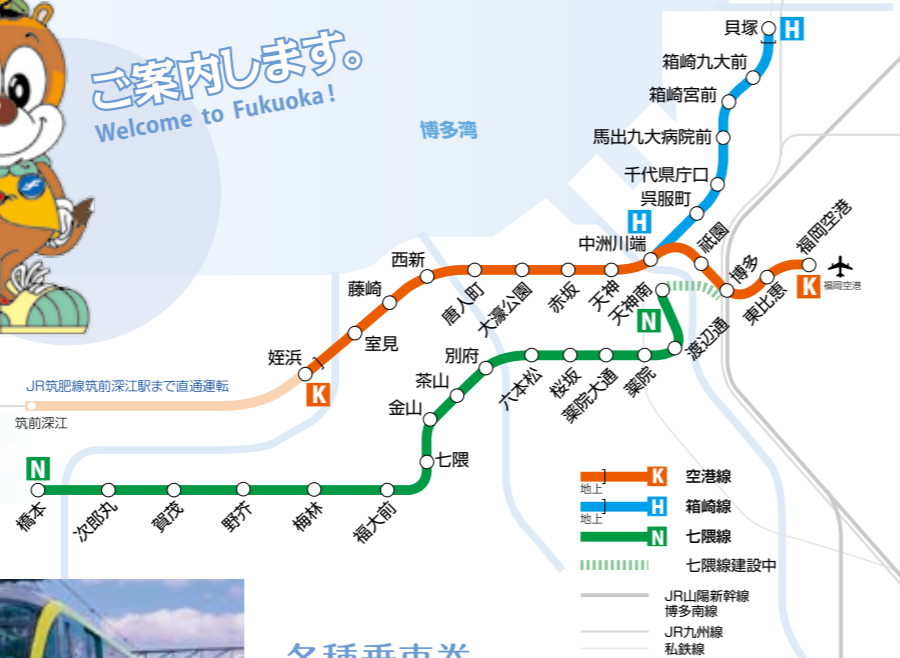 ご案内します。
Welcome to Fukuoka!
博多湾
貝塚
H
箱崎九大前
箱崎宮前
馬出九大病院前
千代県庁口
呉服町
H
中洲川端
祇園
博多
東比恵
福岡空港
K
福岡空港
西新
藤崎
室見
姪浜
K
唐人町
大濠公園
赤坂
天神
天神南
N
渡辺通
薬院
薬院大通
桜坂
六本松
別府
茶山
金山
七隈
JR筑肥線筑前深江駅まで直通運転
筑前深江
N
橋本
次郎丸
賀茂
野芥
梅林
福大前
K 空港線
地上
H 箱崎線
地上
N 七隈線
七隈線建設中
JR山陽新幹線
博多南線
JR九州線
私鉄線
各種乗車券